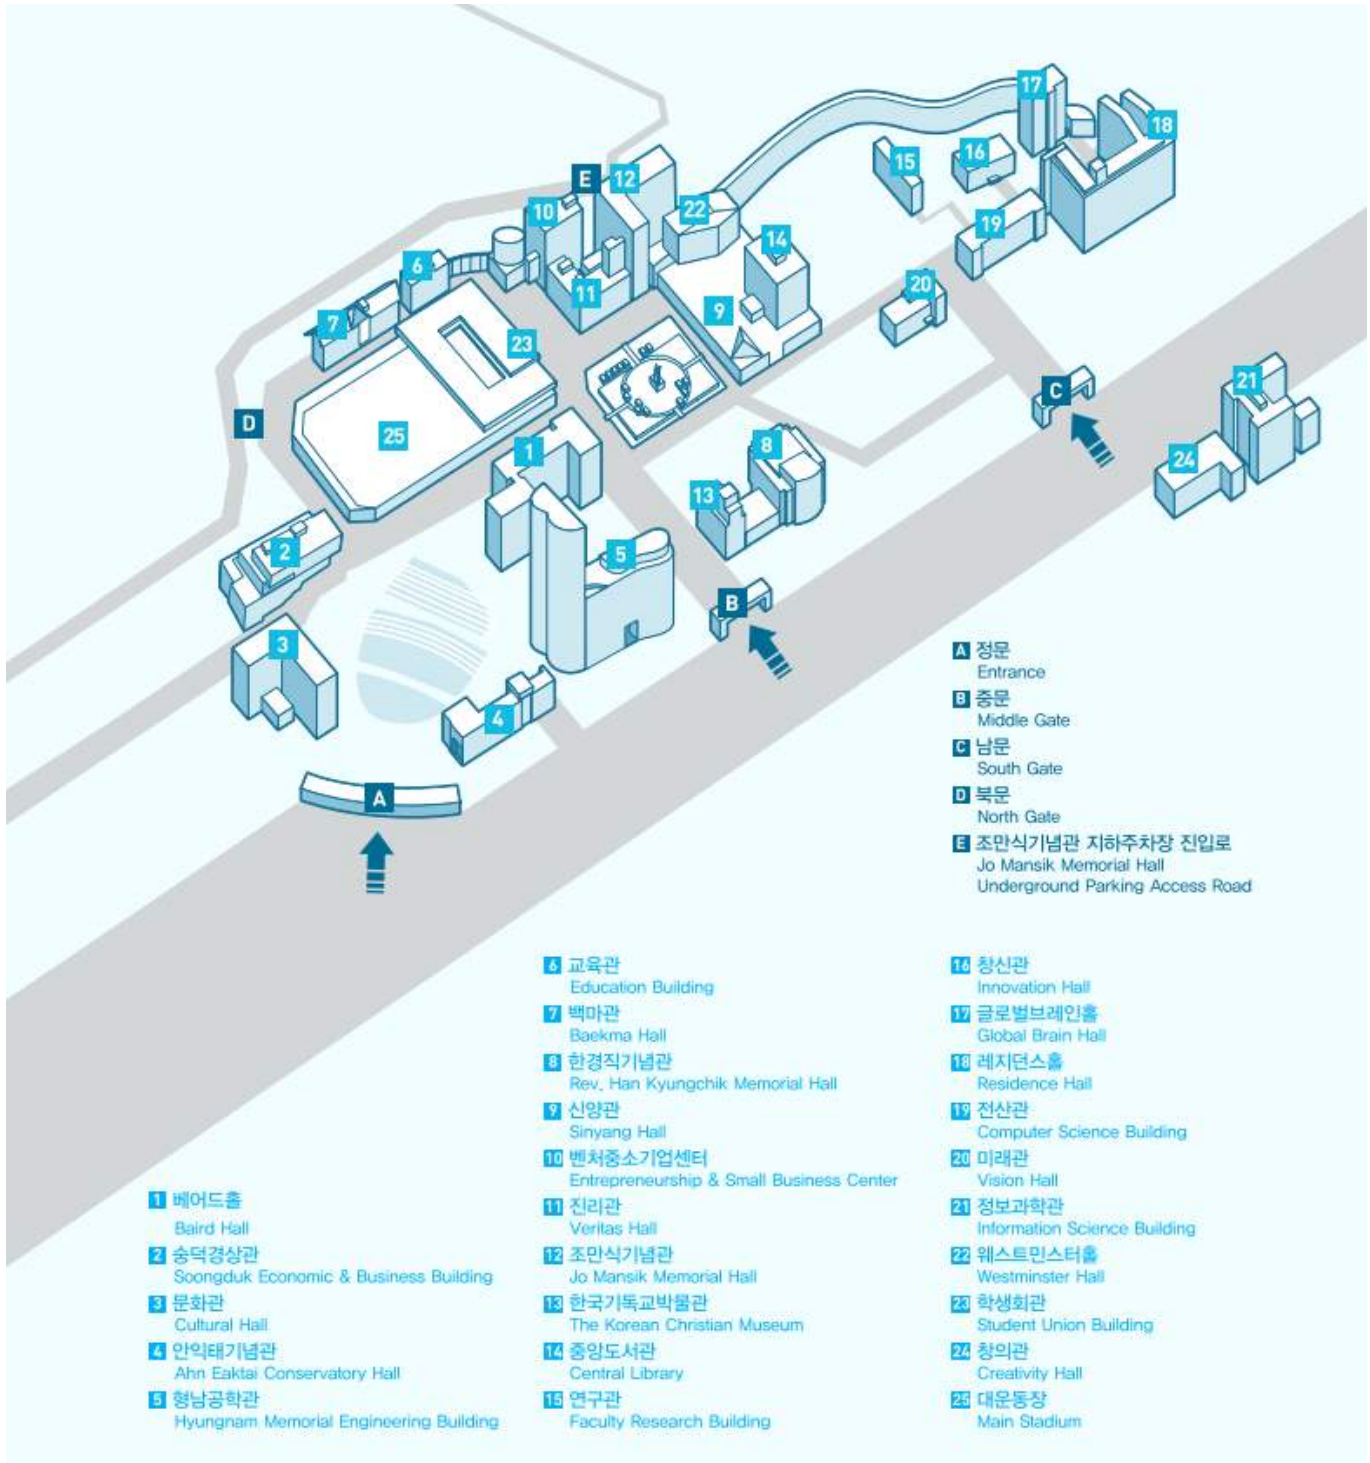 17
18
16
15
E
12
10
22
19
14
6
20
11
9
7
23
21
C
D
25
1
8
24
13
2
5
B
3
4
A
A 정문
Entrance
B 중문
Middle Gate
C 남문
South Gate
D 북문
North Gate
E 조만식기념관 지하주차장 진입로
Jo Mansik Memorial Hall
Underground Parking Access Road
1 베어드홀
Baird Hall
2 숭덕경상관
Soongduk Economic & Business Building
3 문화관
Cultural Hall
4 안익태기념관
Ahn Eaktai Conservatory Hall
5 형남공학관
Hyungnam Memorial Engineering Building
6 교육관
Education Building
7 백마관
Baekma Hall
8 한경직기념관
Rev. Han Kyungchik Memorial Hall
9 신양관
Sinyang Hall
10 벤처중소기업센터
Entrepreneurship & Small Business Center
11 진리관
Veritas Hall
12 조만식기념관
Jo Mansik Memorial Hall
13 한국기독교박물관
The Korean Christian Museum
14 중앙도서관
Central Library
15 연구관
Faculty Research Building
16 창신관
Innovation Hall
17 글로벌브레인홀
Global Brain Hall
18 레지던스홀
Residence Hall
19 전산관
Computer Science Building
20 미래관
Vision Hall
21 정보과학관
Information Science Building
22 웨스트민스터홀
Westminster Hall
23 학생회관
Student Union Building
24 창의관
Creativity Hall
25 대운동장
Main Stadium